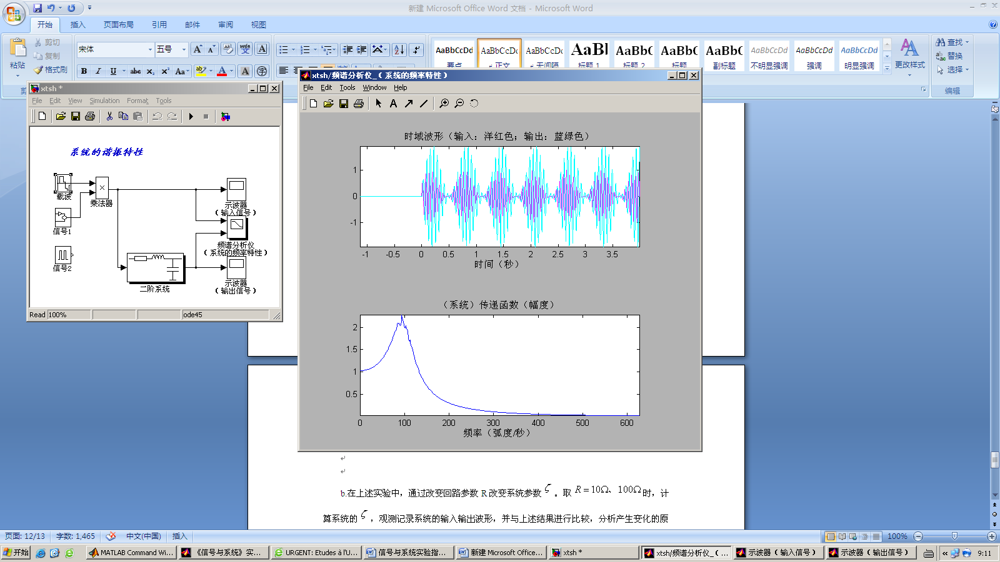 新建 Microsoft Office Word 文档 - Microsoft Word
开始 插入 页面布局 引用 邮件 审阅 视图
粘贴
剪切
复制
格式刷
宋体 五号
B I U abc x₂ x² Aa
AaBbCcDd 要点
AaBbCcDc 正文
AaBbCcDc 无间隔
AaBl 标题 1
AaBbC 标题 2
AaBbC 标题
AaBbC 副标题
AaBbCcDd 不明显强调
AaBbCcDd 强调
AaBbCcDd 明显强调
更改样式
查找
替换
选择
编辑
xtsh *
File Edit View Simulation Format Tools
系统的谐振特性
载波
乘法器
信号1
信号2
示波器
（输入信号）
频谱分析仪
（系统的频率特性）
示波器
（输出信号）
二阶系统
Read 100% ode45
xtsh/频谱分析仪_（系统的频率特性）
File Edit Tools Window Help
时域波形（输入：洋红色；输出：蓝绿色）
1
0
-1
-1 -0.5 0 0.5 1 1.5 2 2.5 3 3.5
时间（秒）
（系统）传递函数（幅度）
2
1.5
1
0.5
0 100 200 300 400 500 600
频率（弧度/秒）
b.在上述实验中，通过改变回路参数 R 改变系统参数 ζ 。取 R = 10Ω、100Ω 时，计
算系统的 ζ ，观测记录系统的输入输出波形，并与上述结果进行比较，分析产生变化的原
页面: 12/13 字数: 1,465 中文(中国) 插入 100%
开始 MATLAB Command Wi... 《信号与系统》实... URGENT: Etudes à l'U... 信号与系统实验指... 新建 Microsoft Office... xtsh * xtsh/频谱分析仪_（... 示波器（输入信号） 示波器（输出信号） 9:11